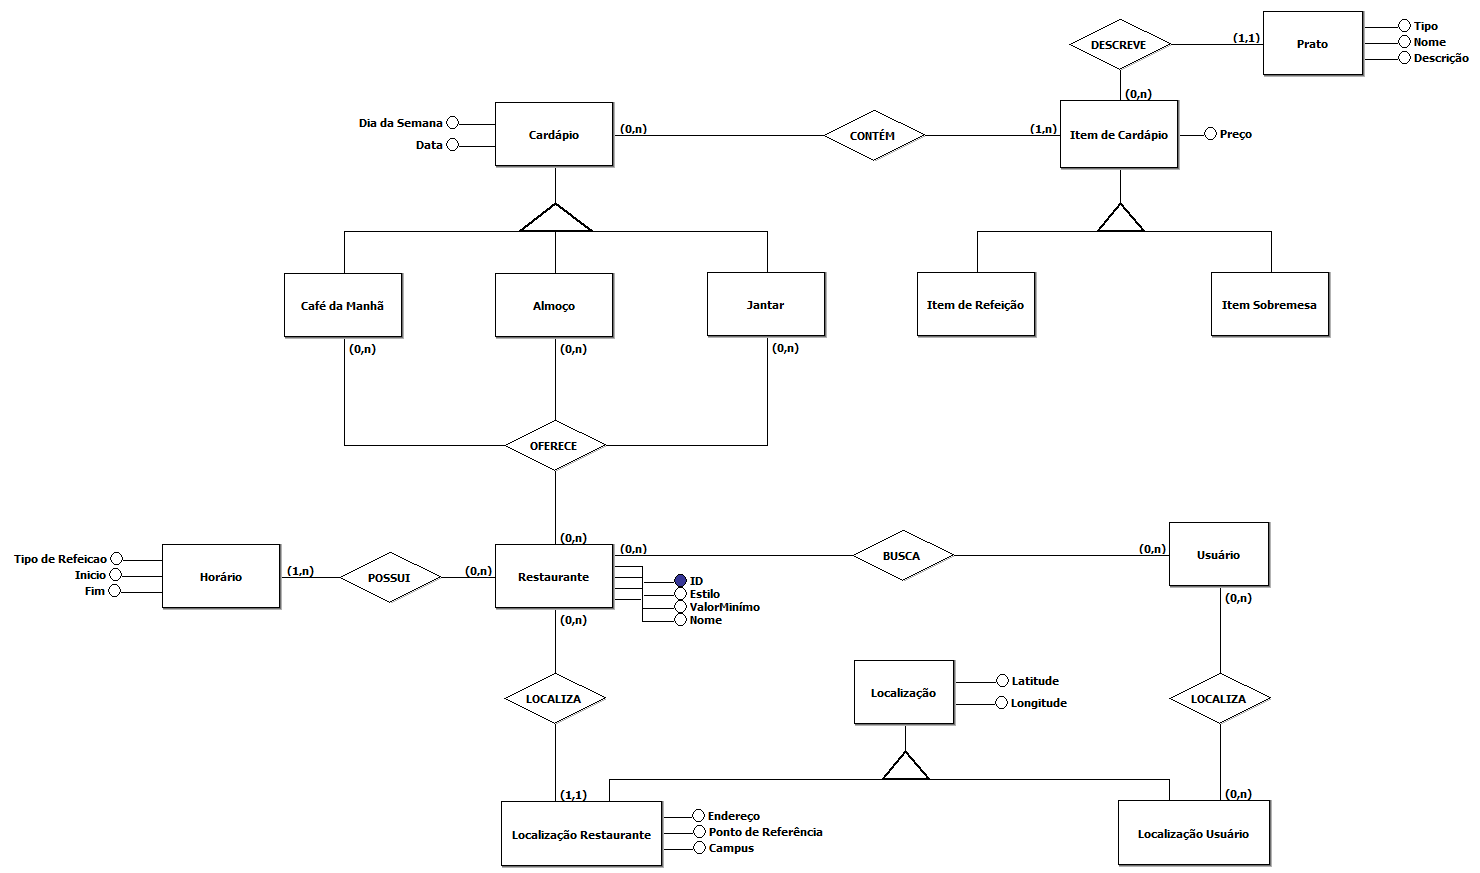 Tipo
Nome
Descrição
Prato
(1,1)
DESCREVE
(0,n)
Dia da Semana
Data
Cardápio
(0,n)
CONTÉM
(1,n)
Item de Cardápio
Preço
Café da Manhã
Almoço
Jantar
Item de Refeição
Item Sobremesa
(0,n)
(0,n)
(0,n)
OFERECE
(0,n)
Tipo de Refeicao
Inicio
Fim
Horário
(1,n)
POSSUI
(0,n)
Restaurante
(0,n)
BUSCA
(0,n)
Usuário
ID
Estilo
ValorMinímo
Nome
(0,n)
(0,n)
LOCALIZA
Localização
Latitude
Longitude
LOCALIZA
(1,1)
(0,n)
Localização Restaurante
Endereço
Ponto de Referência
Campus
Localização Usuário